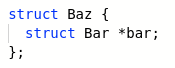 struct Baz {
  struct Bar *bar;
};